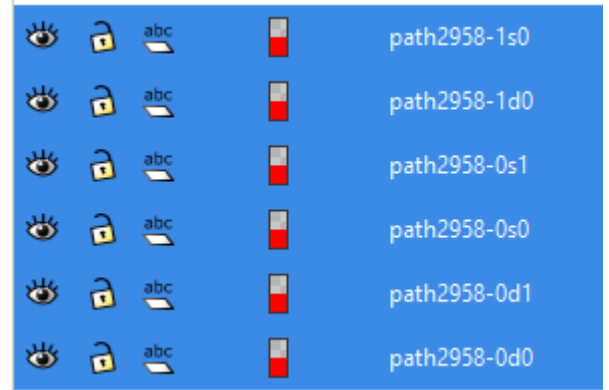 abc path2958-1s0
abc path2958-1d0
abc path2958-0s1
abc path2958-0s0
abc path2958-0d1
abc path2958-0d0